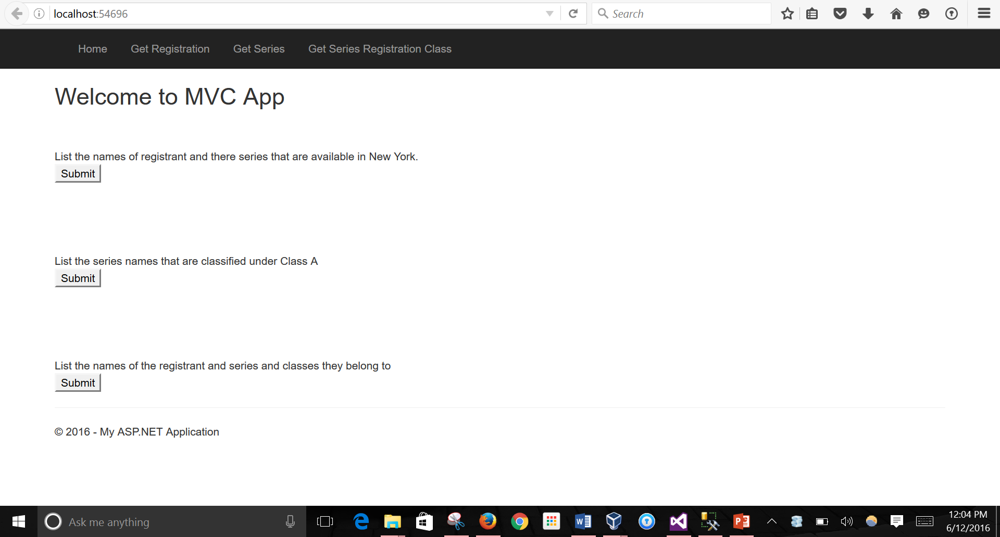 localhost:54696
Search
Home Get Registration Get Series Get Series Registration Class
Welcome to MVC App
List the names of registrant and there series that are available in New York.
Submit
List the series names that are classified under Class A
Submit
List the names of the registrant and series and classes they belong to
Submit
© 2016 - My ASP.NET Application
Ask me anything
12:04 PM
6/12/2016